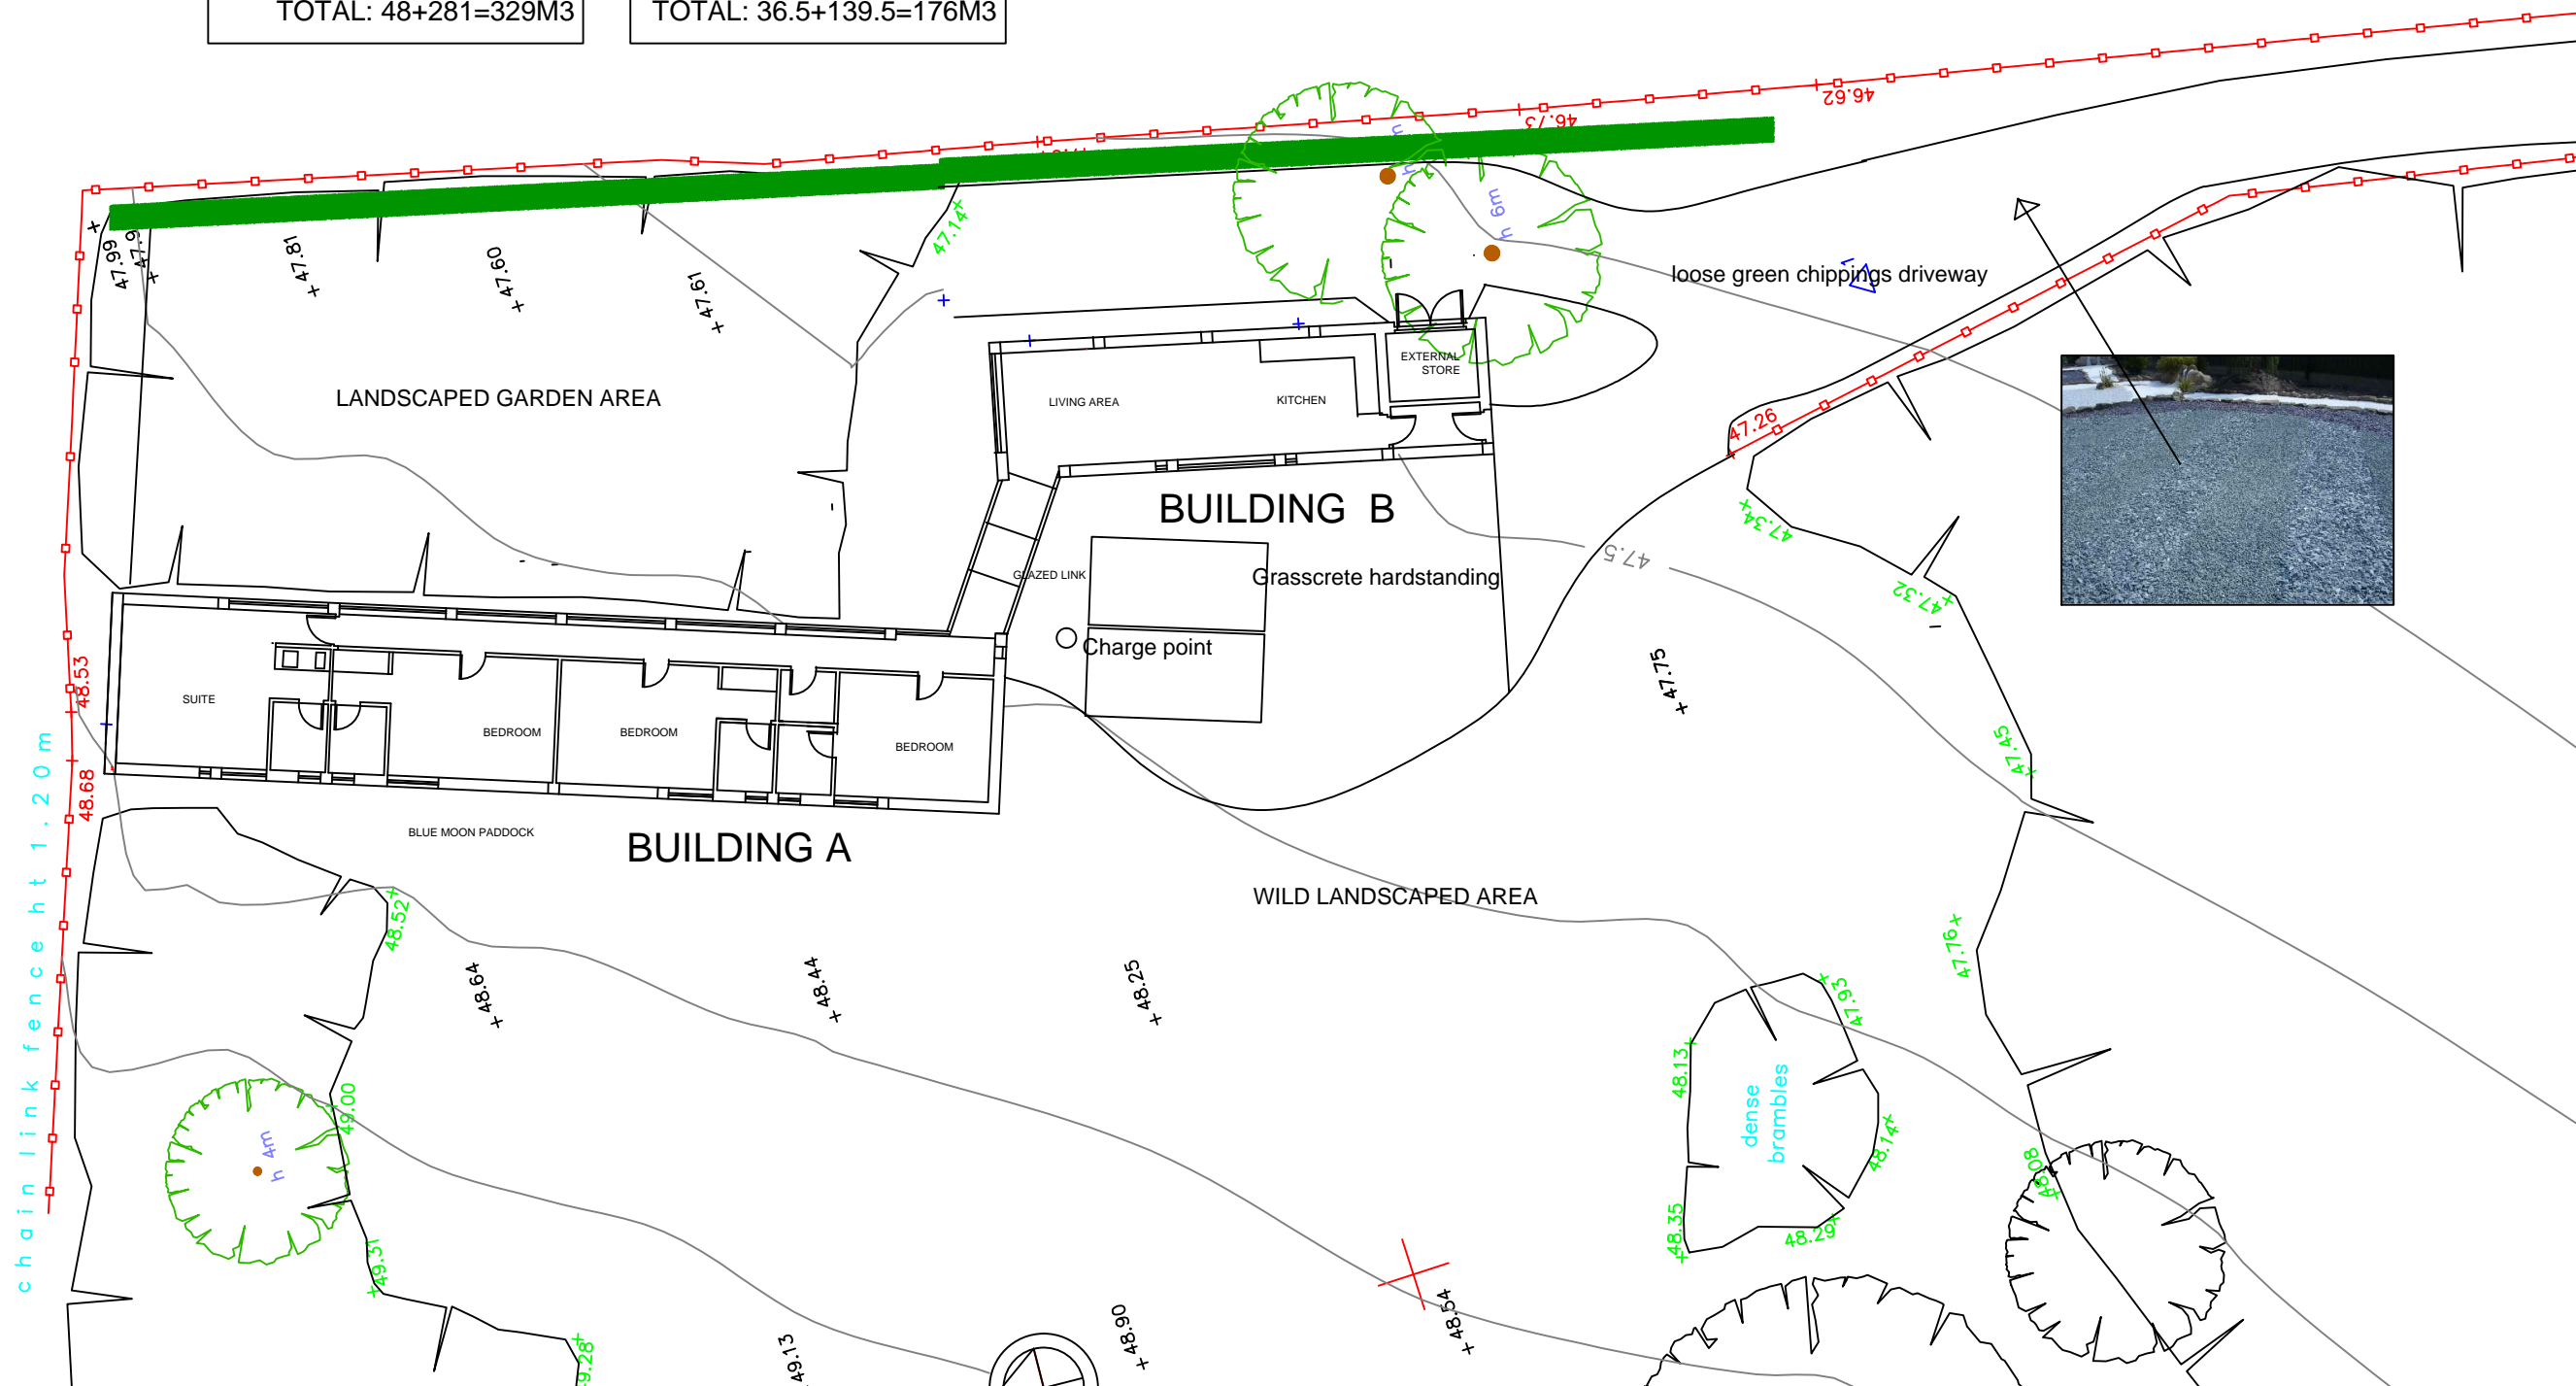 TOTAL: 48+281=329M3
TOTAL: 36.5+139.5=176M3
46.62
46.73
h 6m
47.14
47.99
47.81
47.60
47.61
loose green chippings driveway
1
EXTERNAL
STORE
LIVING AREA
KITCHEN
LANDSCAPED GARDEN AREA
47.26
BUILDING B
47.34
47.5
GLAZED LINK
Grasscrete hardstanding
47.32
Charge point
48.53
47.75
SUITE
BEDROOM
BEDROOM
BEDROOM
47.45
48.68
BLUE MOON PADDOCK
BUILDING A
WILD LANDSCAPED AREA
48.52
47.76
48.64
48.44
48.25
47.93
chain link fence ht 1.20m
48.13
dense
brambles
49.00
h 4m
48.14
48.08
48.35
48.29
49.31
48.90
48.54
49.13
9.28